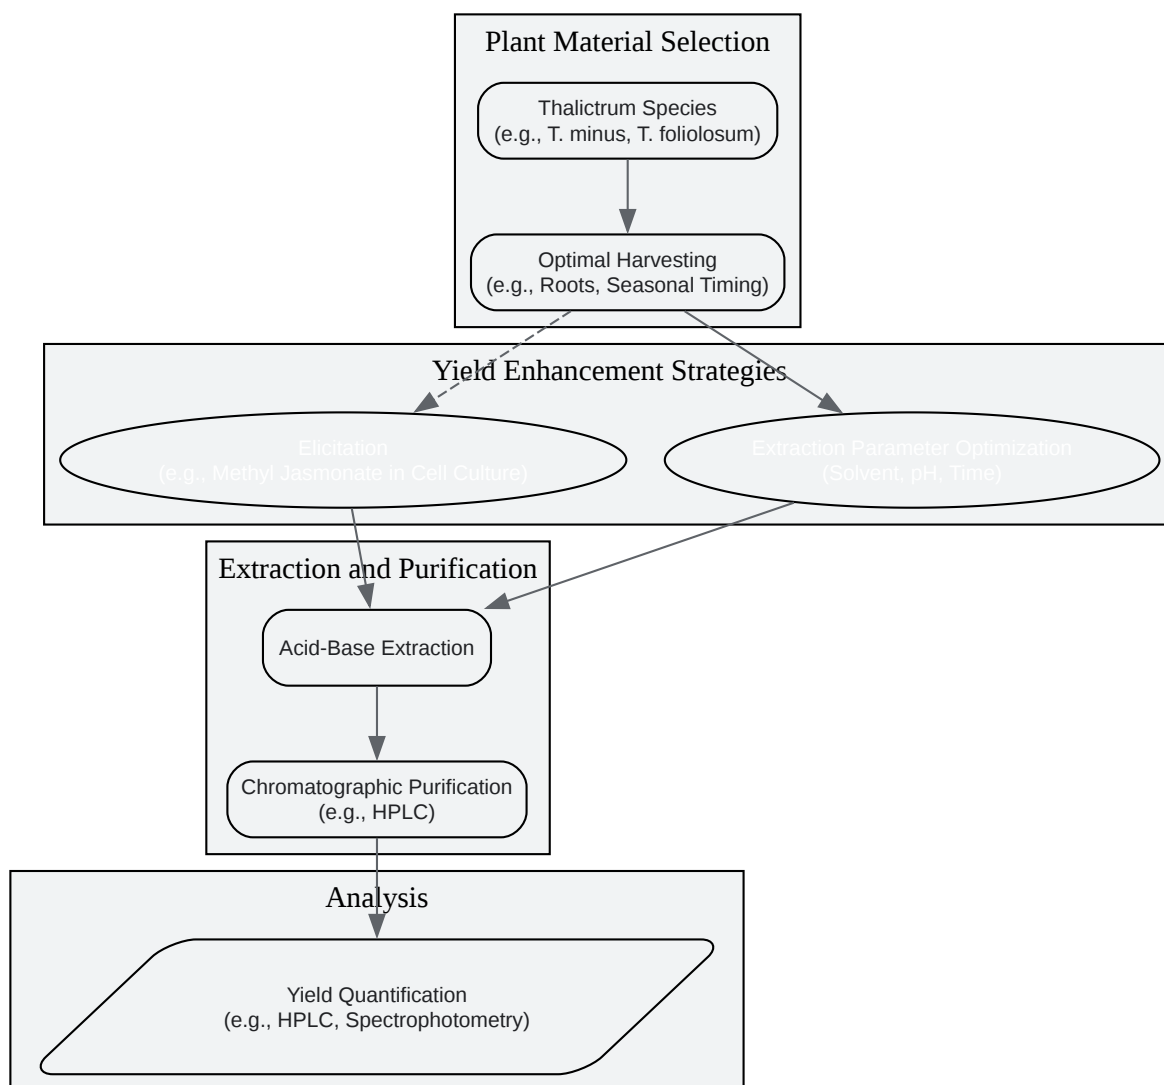 Plant Material Selection
Thalictrum Species
(e.g., T. minus, T. foliolosum)
Optimal Harvesting
(e.g., Roots, Seasonal Timing)
Yield Enhancement Strategies
Elicitation
(e.g., Methyl Jasmonate in Cell Culture)
Extraction Parameter Optimization
(Solvent, pH, Time)
Extraction and Purification
Acid-Base Extraction
Chromatographic Purification
(e.g., HPLC)
Analysis
Yield Quantification
(e.g., HPLC, Spectrophotometry)